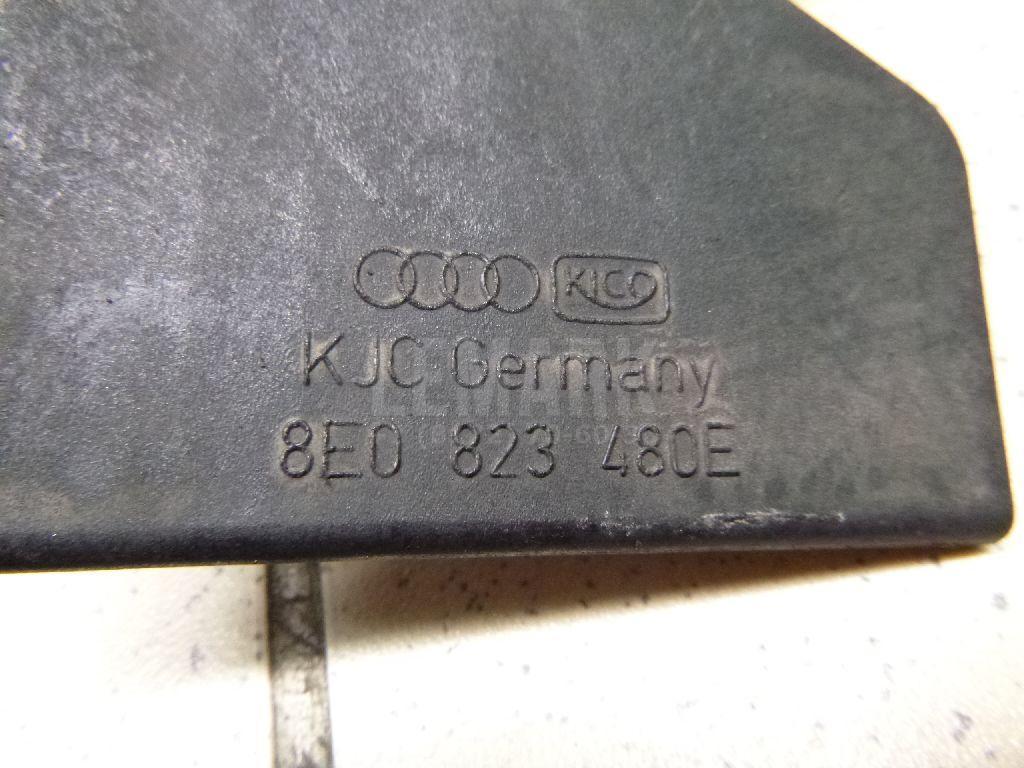 KICO
KJC Germany
8E0 823 480E